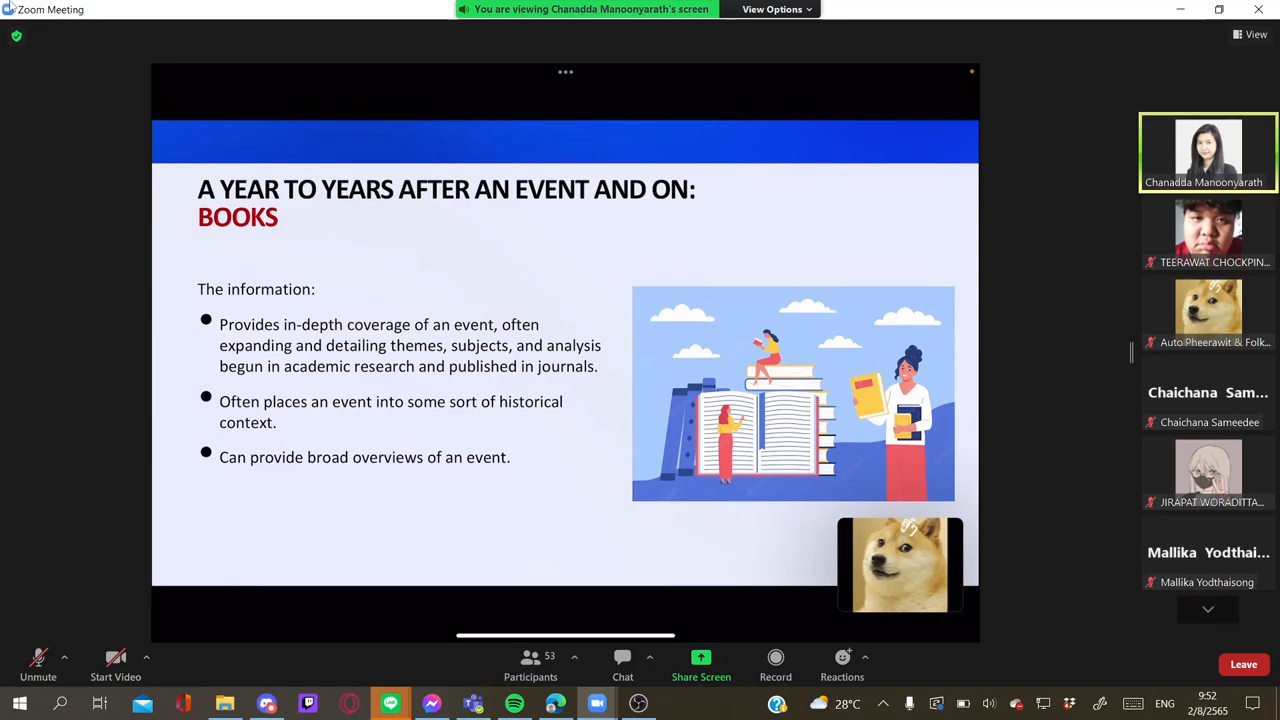 Zoom Meeting
You are viewing Chanadda Manoonyarath's screen
View Options
View
A YEAR TO YEARS AFTER AN EVENT AND ON:
BOOKS
The information:
Provides in-depth coverage of an event, often
expanding and detailing themes, subjects, and analysis
begun in academic research and published in journals.
Often places an event into some sort of historical
context.
Can provide broad overviews of an event.
Chanadda Manoonyarath
TEERAWAT CHOCKPIN...
Auto Pheerawit & Folk...
Chaichana Sam...
Chaichana Sameedee
JIRAPAT WORADITTA...
Mallika Yodthai...
Mallika Yodthaisong
Unmute
Start Video
53
Participants
Chat
Share Screen
Record
Reactions
Leave
28°C
ENG
9:52
2/8/2565